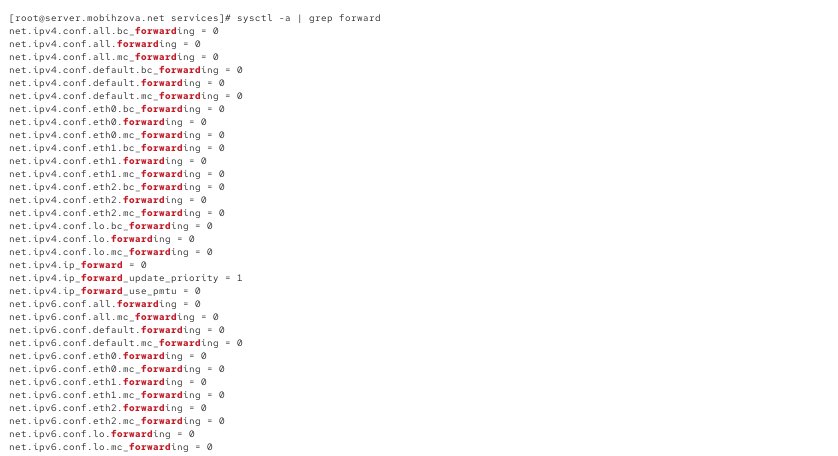 [root@server.mobihzova.net services]# sysctl -a | grep forward
net.ipv4.conf.all.bc_forwarding = 0
net.ipv4.conf.all.forwarding = 0
net.ipv4.conf.all.mc_forwarding = 0
net.ipv4.conf.default.bc_forwarding = 0
net.ipv4.conf.default.forwarding = 0
net.ipv4.conf.default.mc_forwarding = 0
net.ipv4.conf.eth0.bc_forwarding = 0
net.ipv4.conf.eth0.forwarding = 0
net.ipv4.conf.eth0.mc_forwarding = 0
net.ipv4.conf.eth1.bc_forwarding = 0
net.ipv4.conf.eth1.forwarding = 0
net.ipv4.conf.eth1.mc_forwarding = 0
net.ipv4.conf.eth2.bc_forwarding = 0
net.ipv4.conf.eth2.forwarding = 0
net.ipv4.conf.eth2.mc_forwarding = 0
net.ipv4.conf.lo.bc_forwarding = 0
net.ipv4.conf.lo.forwarding = 0
net.ipv4.conf.lo.mc_forwarding = 0
net.ipv4.ip_forward = 0
net.ipv4.ip_forward_update_priority = 1
net.ipv4.ip_forward_use_pmtu = 0
net.ipv6.conf.all.forwarding = 0
net.ipv6.conf.all.mc_forwarding = 0
net.ipv6.conf.default.forwarding = 0
net.ipv6.conf.default.mc_forwarding = 0
net.ipv6.conf.eth0.forwarding = 0
net.ipv6.conf.eth0.mc_forwarding = 0
net.ipv6.conf.eth1.forwarding = 0
net.ipv6.conf.eth1.mc_forwarding = 0
net.ipv6.conf.eth2.forwarding = 0
net.ipv6.conf.eth2.mc_forwarding = 0
net.ipv6.conf.lo.forwarding = 0
net.ipv6.conf.lo.mc_forwarding = 0